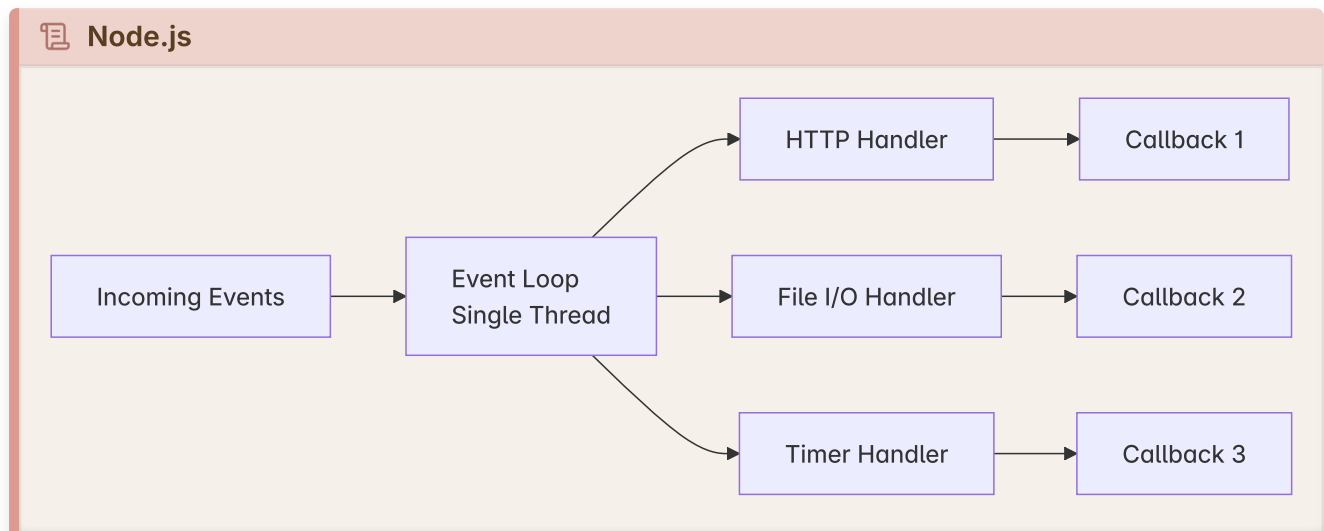 Node.js
HTTP Handler
Callback 1
Incoming Events
Event Loop
Single Thread
File I/O Handler
Callback 2
Timer Handler
Callback 3